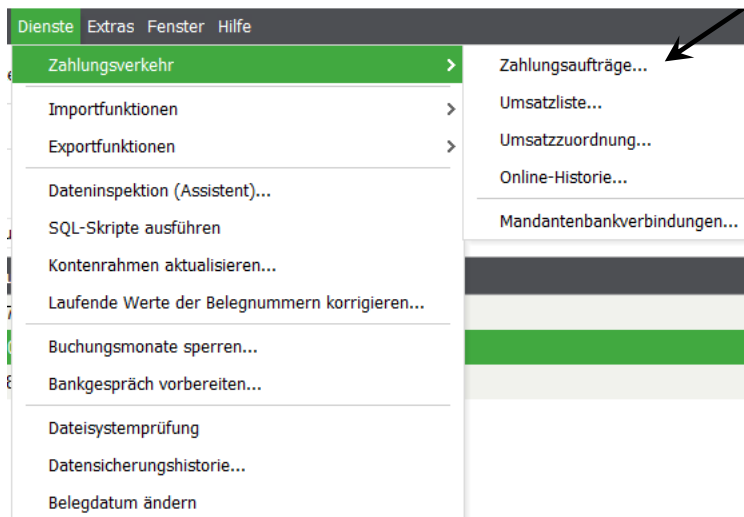 Dienste Extras Fenster Hilfe
Zahlungsverkehr
Importfunktionen
Exportfunktionen
Dateninspektion (Assistent)...
SQL-Skripte ausführen
Kontenrahmen aktualisieren...
Laufende Werte der Belegnummern korrigieren...
Buchungsmonate sperren...
Bankgespräch vorbereiten...
Dateisystemprüfung
Datensicherungshistorie...
Belegdatum ändern
Zahlungsaufträge...
Umsatzliste...
Umsatzzuordnung...
Online-Historie...
Mandantenbankverbindungen...